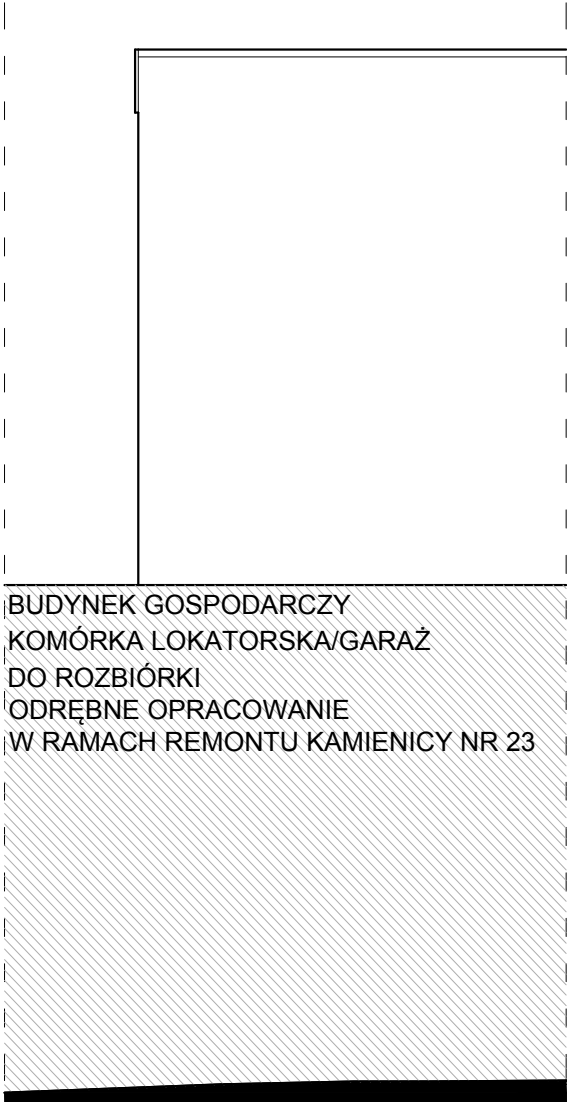 BUDYNEK GOSPODARCZY
KOMÓRKA LOKATORSKA/GARAŻ
DO ROZBIÓRKI
ODRĘBNE OPRACOWANIE
W RAMACH REMONTU KAMIENICY NR 23